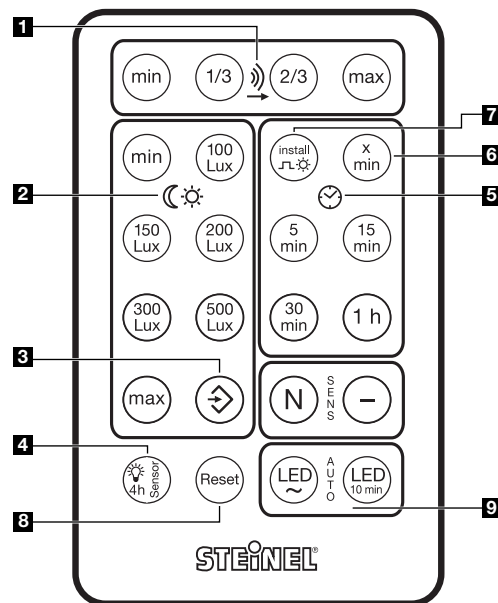 1
min
1/3
2/3
max
7
install
x
min
6
min
100
Lux
2
5
150
Lux
200
Lux
5
min
15
min
300
Lux
500
Lux
30
min
1 h
3
max
N
SENS
–
4
4h
Sensor
Reset
LED
~
AUTO
LED
10 min
8
9
STEINEL®